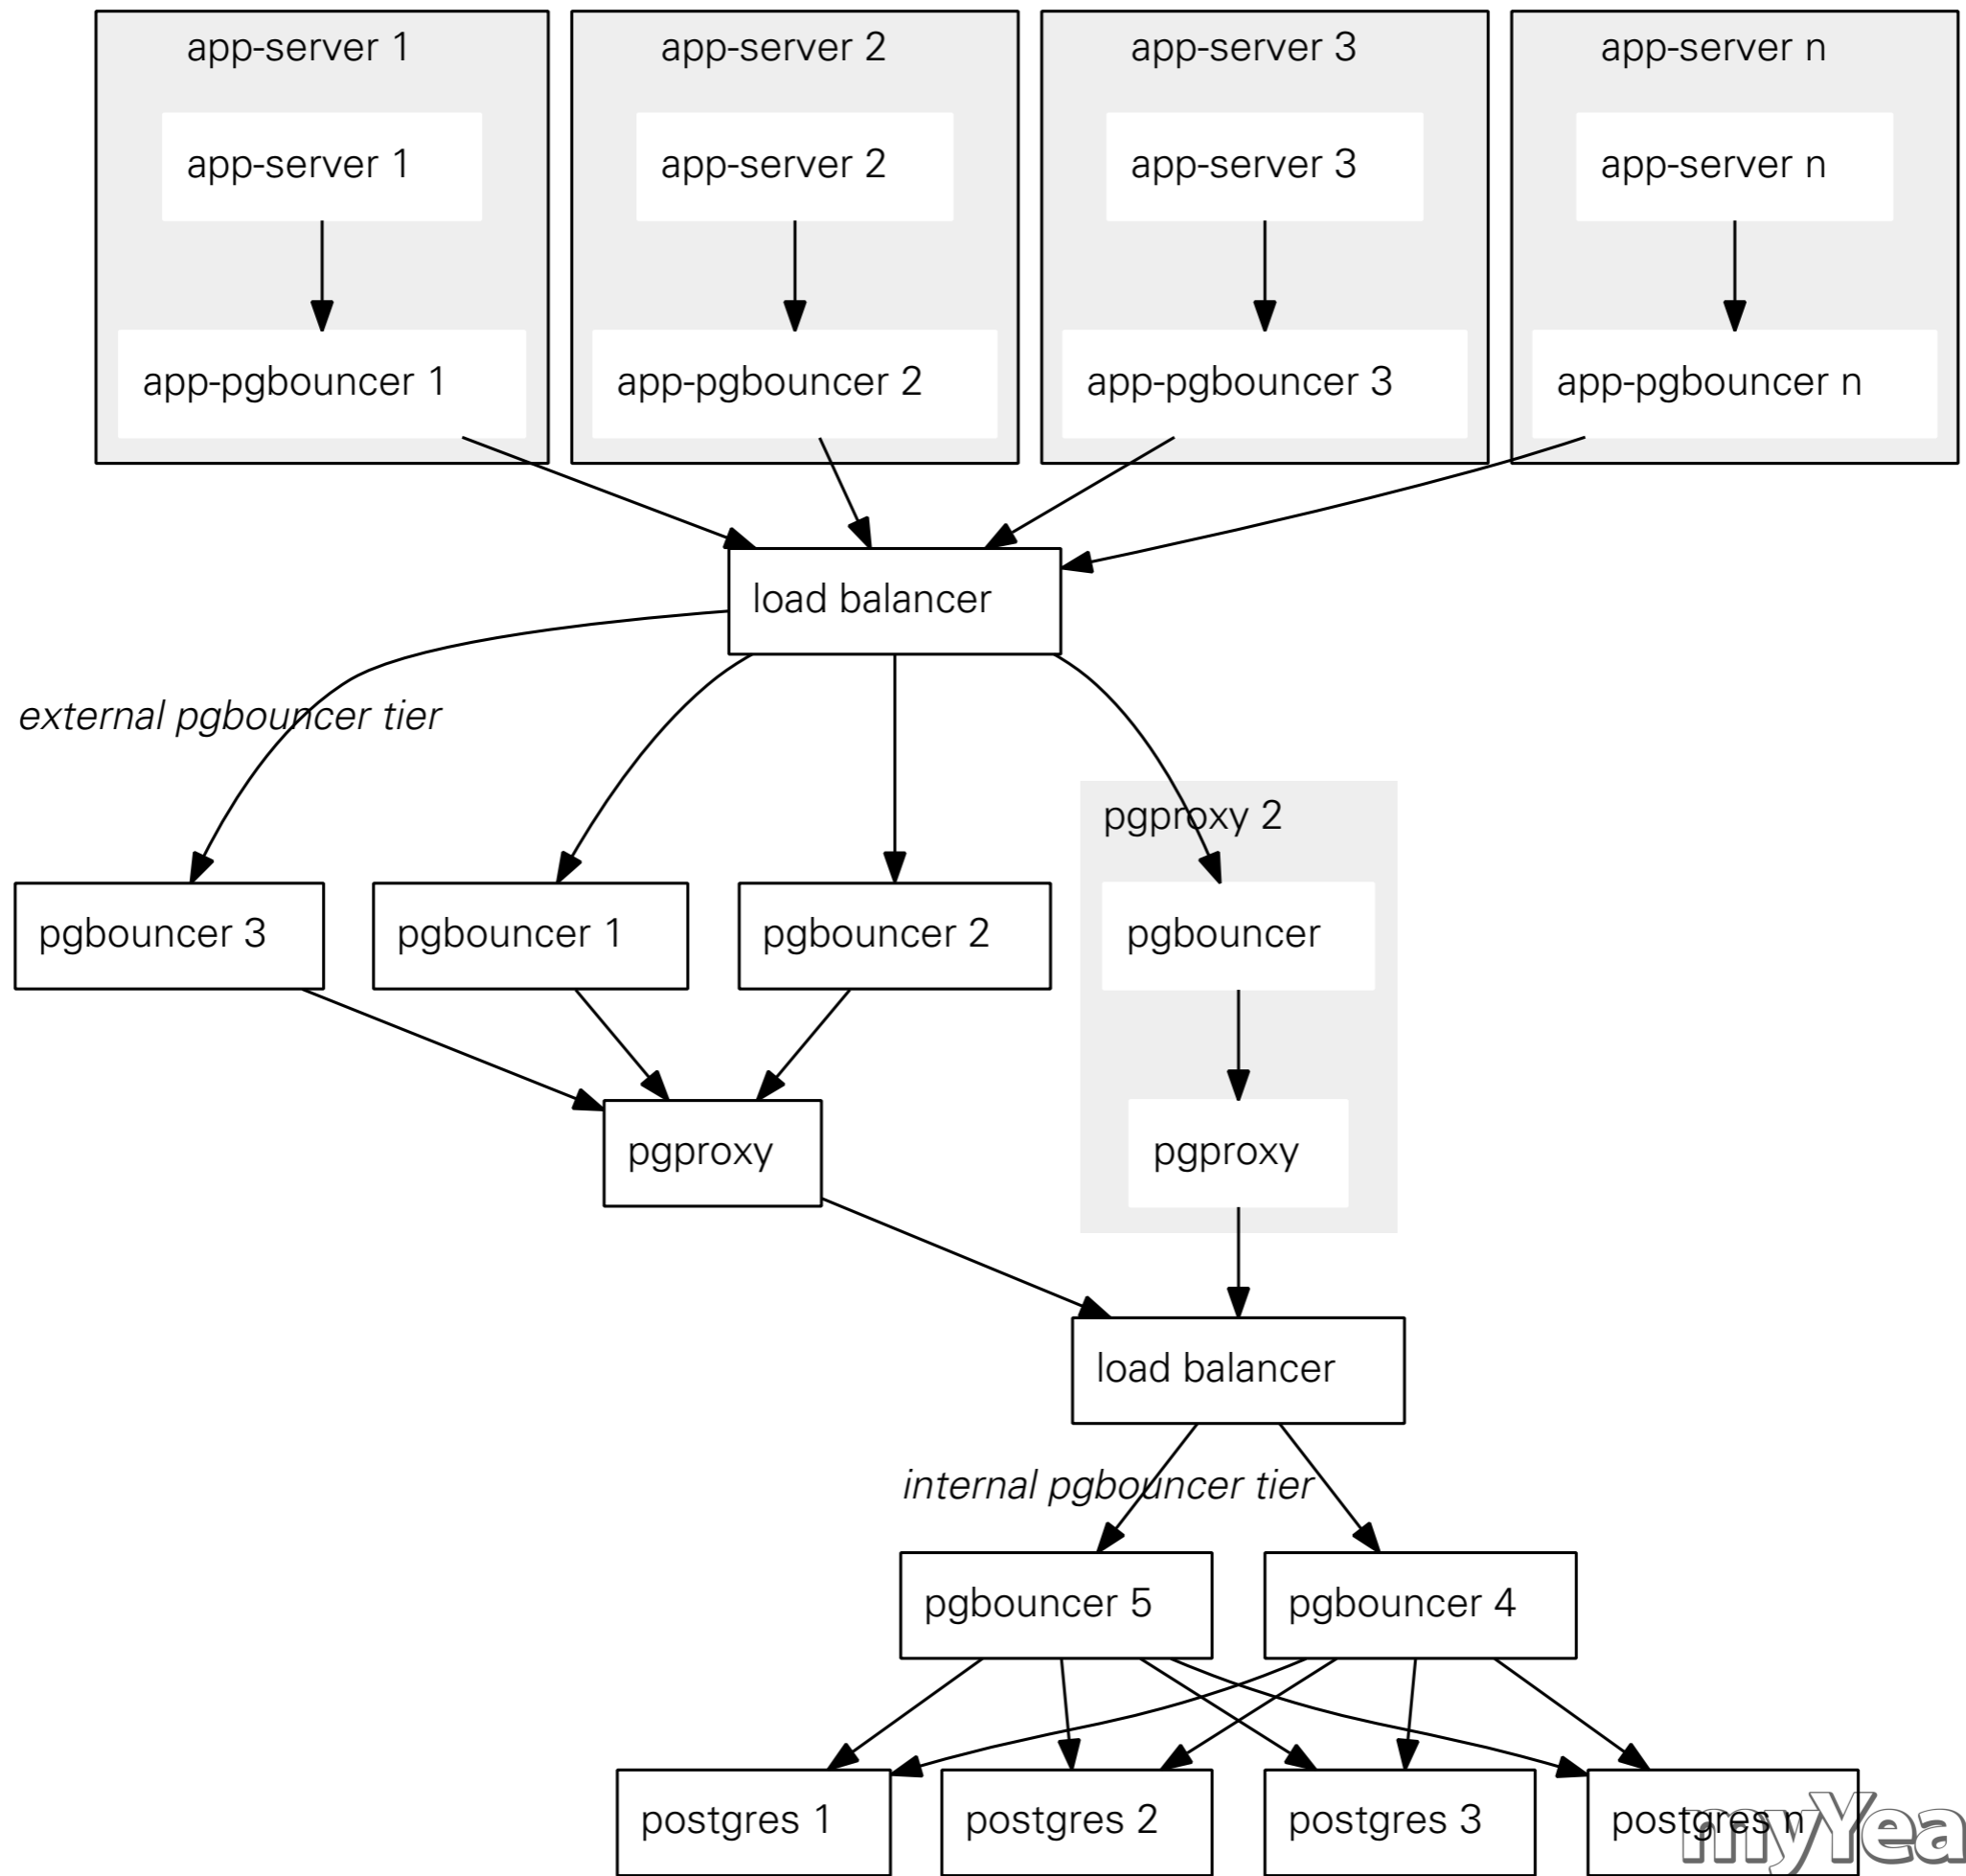 app-server 1
app-server 2
app-server 3
app-server n
app-server 1
app-server 2
app-server 3
app-server n
app-pgbouncer 1
app-pgbouncer 2
app-pgbouncer 3
app-pgbouncer n
load balancer
external pgbouncer tier
pgproxy 2
pgbouncer 3
pgbouncer 1
pgbouncer 2
pgbouncer
pgproxy
pgproxy
load balancer
internal pgbouncer tier
pgbouncer 5
pgbouncer 4
postgres 1
postgres 2
postgres 3
postgres n
myYea